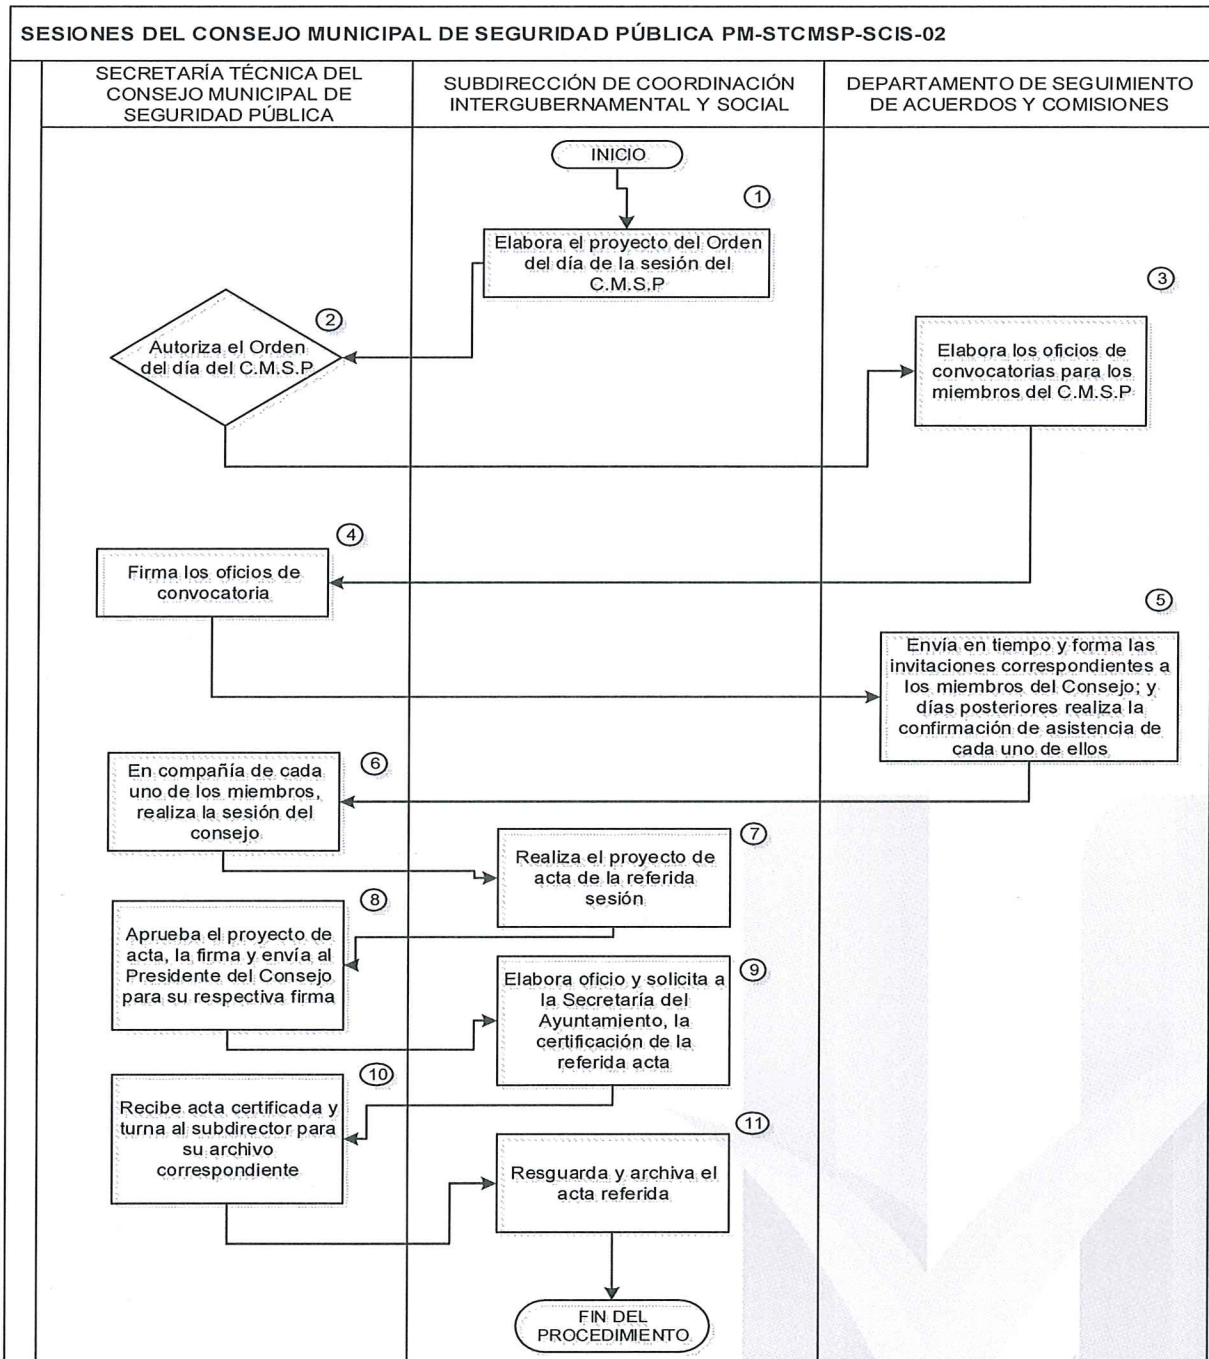 SESIONES DEL CONSEJO MUNICIPAL DE SEGURIDAD PÚBLICA PM-STCMSP-SCIS-02
SECRETARÍA TÉCNICA DEL
CONSEJO MUNICIPAL DE
SEGURIDAD PÚBLICA
SUBDIRECCIÓN DE COORDINACIÓN
INTERGUBERNAMENTAL Y SOCIAL
DEPARTAMENTO DE SEGUIMIENTO
DE ACUERDOS Y COMISIONES
INICIO
1
Elabora el proyecto del Orden
del día de la sesión del
C.M.S.P
2
Autoriza el Orden
del día del C.M.S.P
3
Elabora los oficios de
convocatorias para los
miembros del C.M.S.P
4
Firma los oficios de
convocatoria
5
Envía en tiempo y forma las
invitaciones correspondientes a
los miembros del Consejo; y
días posteriores realiza la
confirmación de asistencia de
cada uno de ellos
6
En compañía de cada
uno de los miembros,
realiza la sesión del
consejo
7
Realiza el proyecto de
acta de la referida
sesión
8
Aprueba el proyecto de
acta, la firma y envía al
Presidente del Consejo
para su respectiva firma
9
Elabora oficio y solicita a
la Secretaría del
Ayuntamiento, la
certificación de la
referida acta
10
Recibe acta certificada y
turna al subdirector para
su archivo
correspondiente
11
Resguarda y archiva el
acta referida
FIN DEL
PROCEDIMIENTO